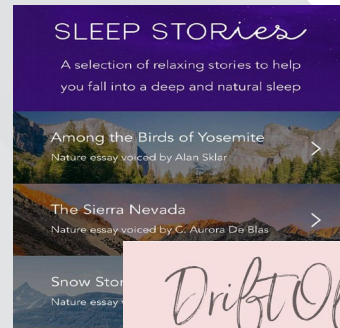 SLEEP STORies
A selection of relaxing stories to help
you fall into a deep and natural sleep
Among the Birds of Yosemite
Nature essay voiced by Alan Sklar
The Sierra Nevada
Nature essay voiced by C. Aurora De Blas
Snow Stor
Nature essay
Drift Of